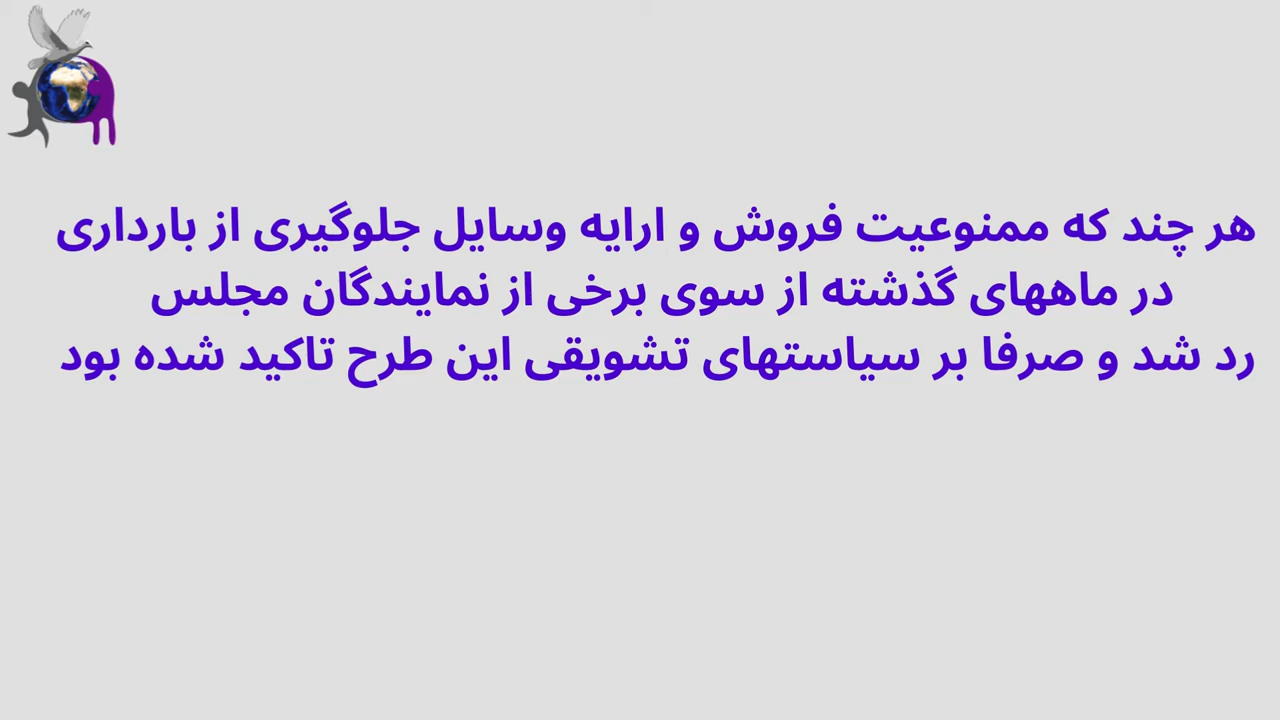 هر چند که ممنوعیت فروش و ارایه وسایل جلوگیری از بارداری
در ماههای گذشته از سوی برخی از نمایندگان مجلس
رد شد و صرفا بر سیاستهای تشویقی این طرح تاکید شده بود